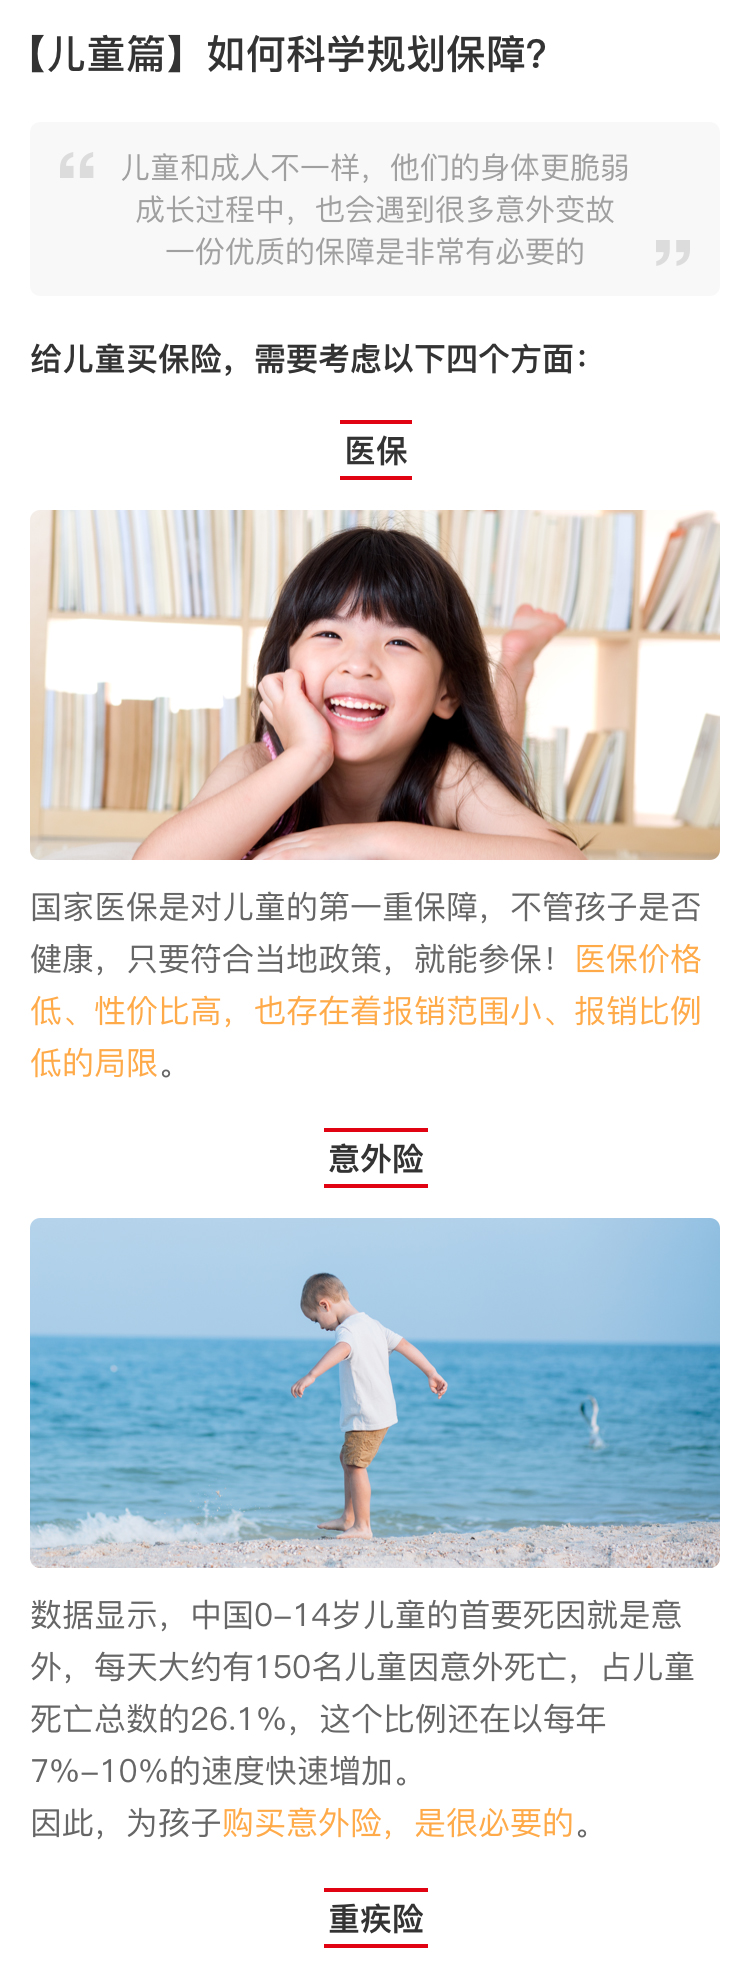 【儿童篇】如何科学规划保障？
“
儿童和成人不一样，他们的身体更脆弱
成长过程中，也会遇到很多意外变故
一份优质的保障是非常有必要的
”
给儿童买保险，需要考虑以下四个方面：
医保
国家医保是对儿童的第一重保障，不管孩子是否
健康，只要符合当地政策，就能参保！医保价格
低、性价比高，也存在着报销范围小、报销比例
低的局限。
意外险
数据显示，中国0-14岁儿童的首要死因就是意
外，每天大约有150名儿童因意外死亡，占儿童
死亡总数的26.1%，这个比例还在以每年
7%-10%的速度快速增加。
因此，为孩子购买意外险，是很必要的。
重疾险